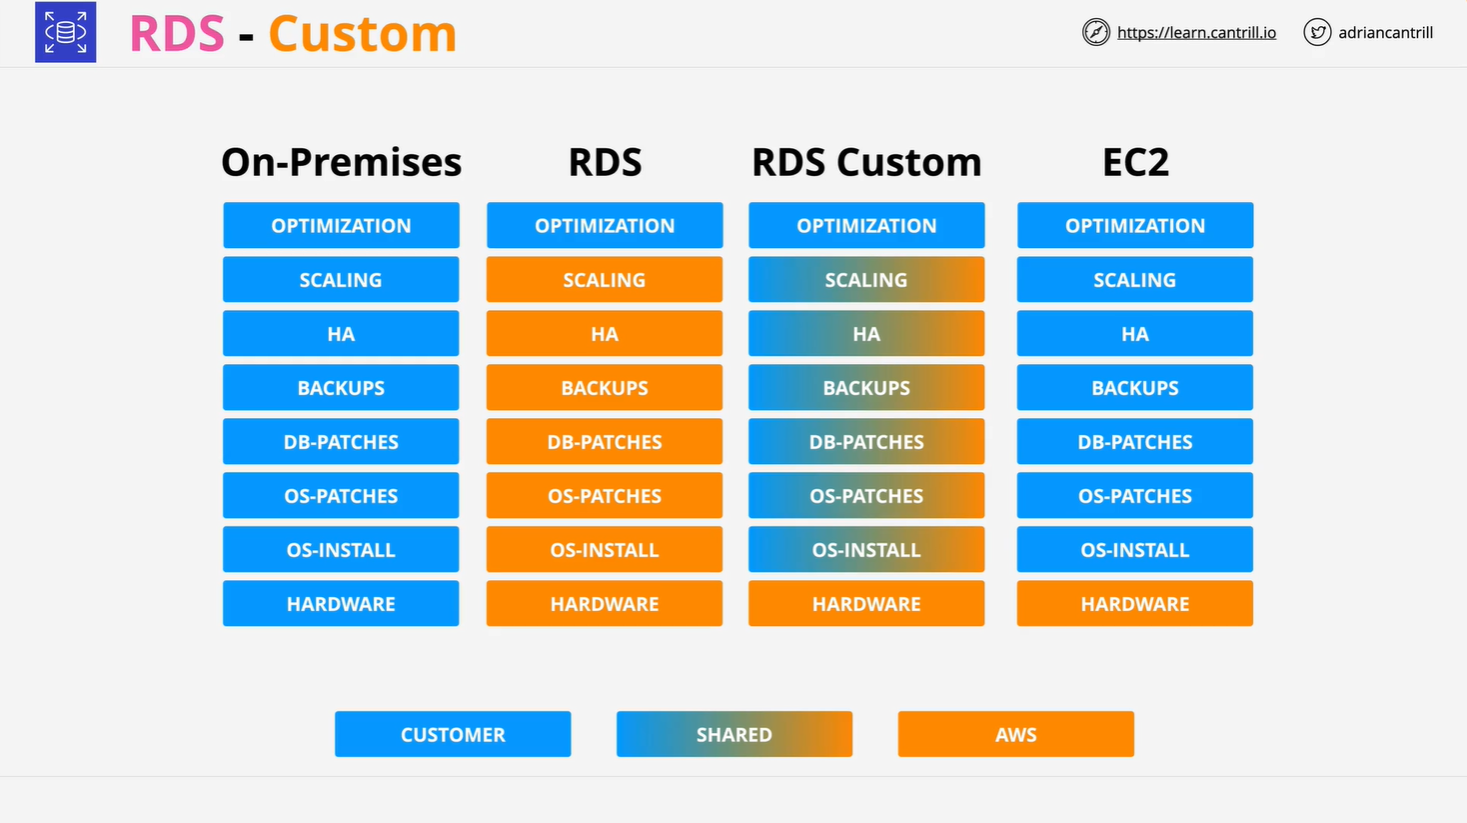 RDS - Custom
https://learn.cantrill.io
adriancantrill
On-Premises
RDS
RDS Custom
EC2
OPTIMIZATION
OPTIMIZATION
OPTIMIZATION
OPTIMIZATION
SCALING
SCALING
SCALING
SCALING
HA
HA
HA
HA
BACKUPS
BACKUPS
BACKUPS
BACKUPS
DB-PATCHES
DB-PATCHES
DB-PATCHES
DB-PATCHES
OS-PATCHES
OS-PATCHES
OS-PATCHES
OS-PATCHES
OS-INSTALL
OS-INSTALL
OS-INSTALL
OS-INSTALL
HARDWARE
HARDWARE
HARDWARE
HARDWARE
CUSTOMER
SHARED
AWS